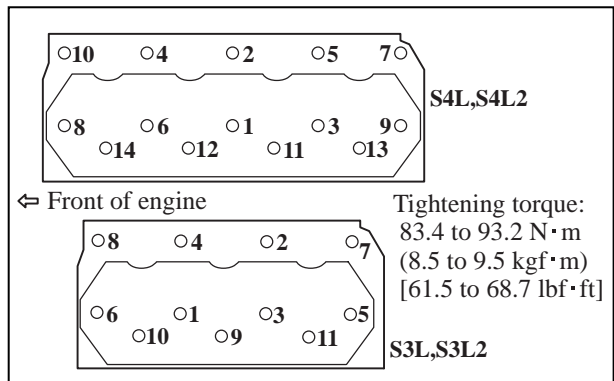 10 4 2 5 7
S4L,S4L2
8 6 1 3 9
14 12 11 13
⇦ Front of engine
Tightening torque:
83.4 to 93.2 N·m
(8.5 to 9.5 kgf·m)
[61.5 to 68.7 lbf·ft]
8 4 2 7
6 1 3 5
10 9 11
S3L,S3L2